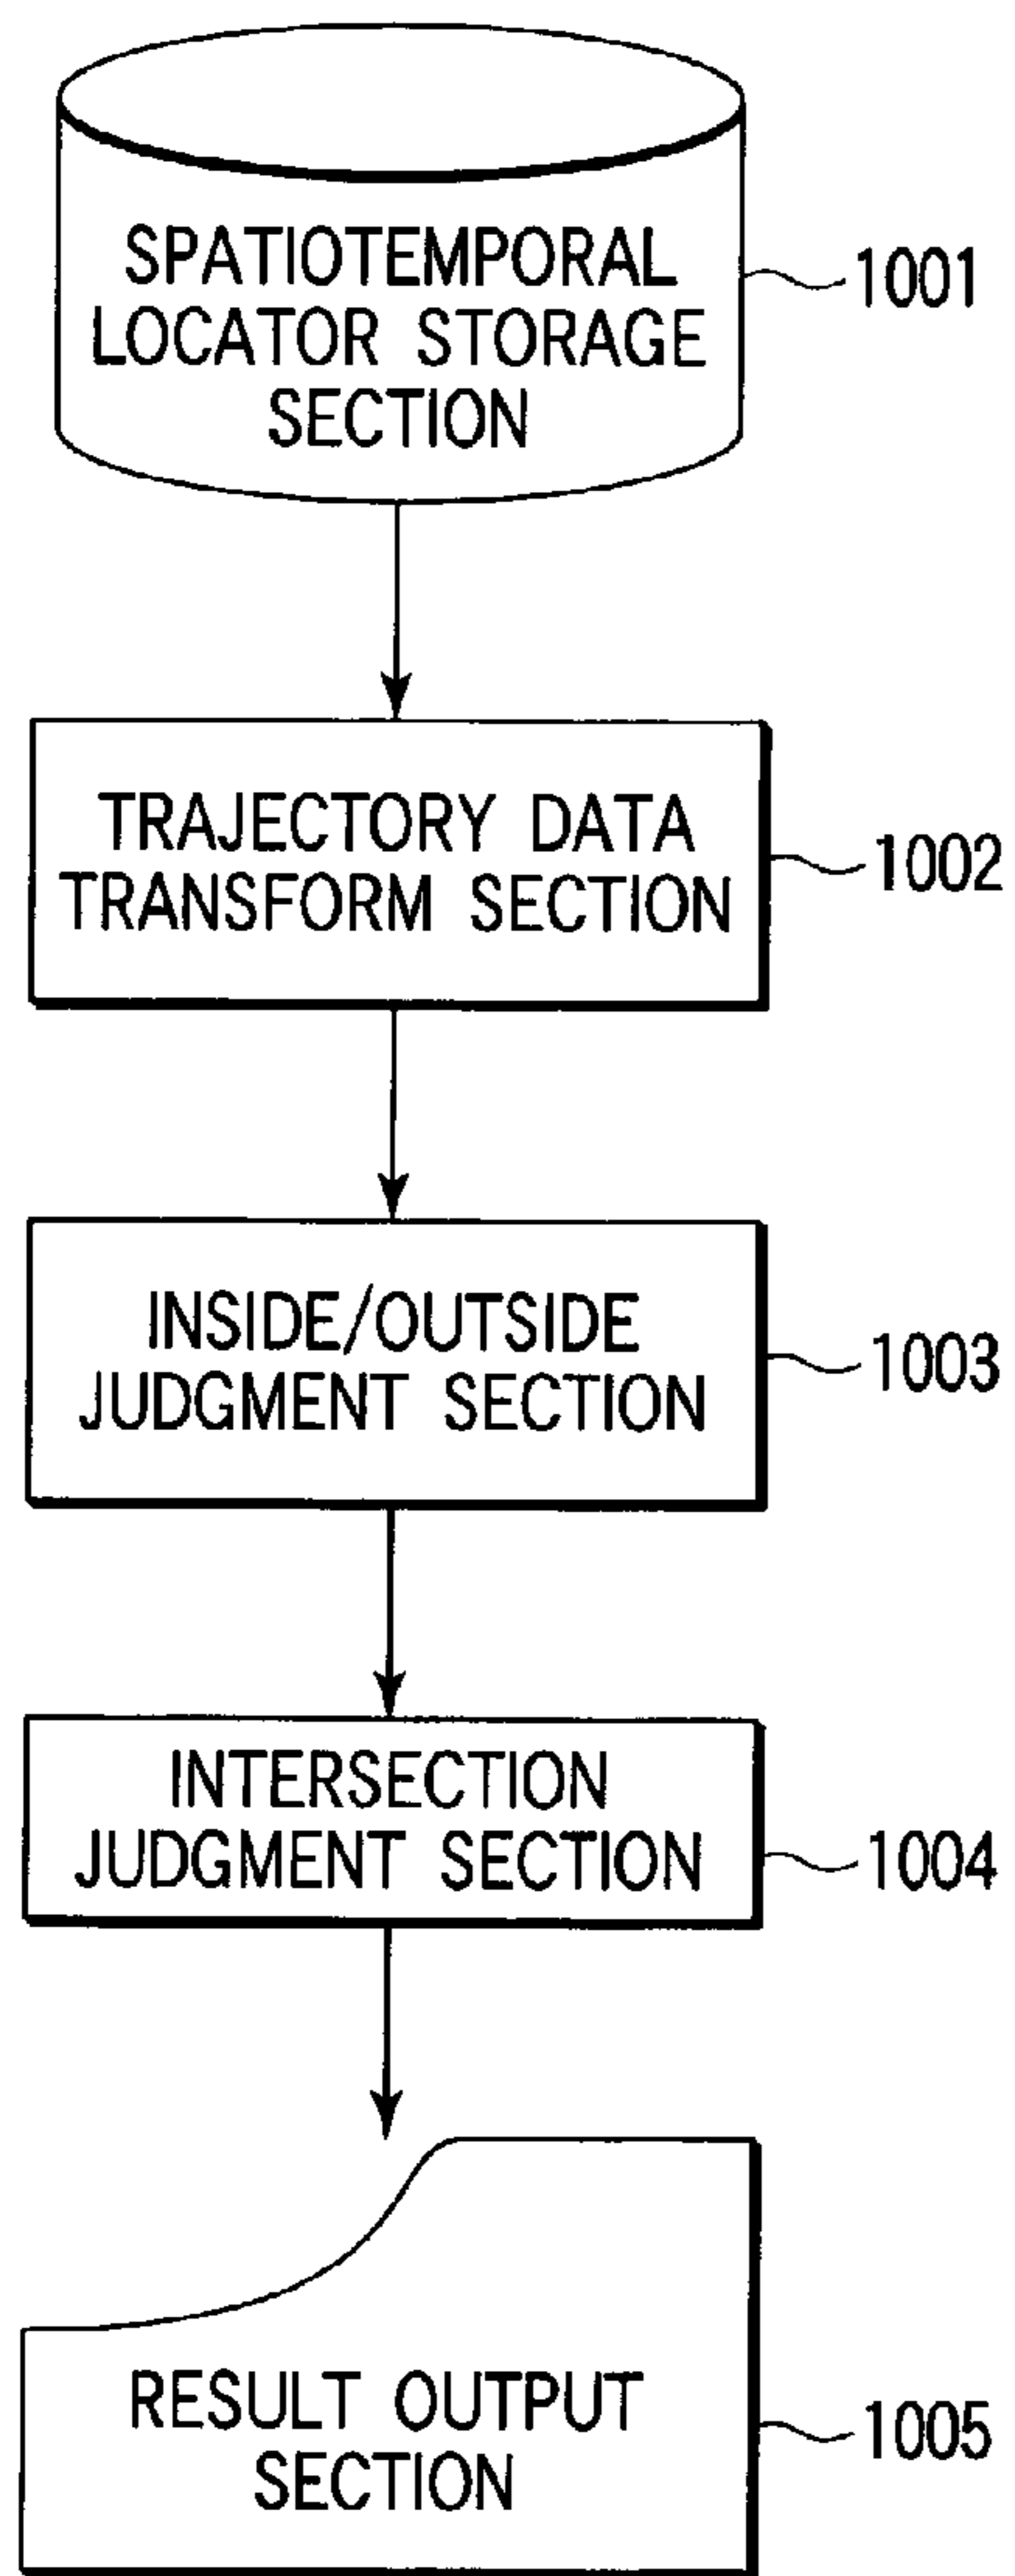 SPATIOTEMPORAL
LOCATOR STORAGE
SECTION
1001
TRAJECTORY DATA
TRANSFORM SECTION
1002
INSIDE/OUTSIDE
JUDGMENT SECTION
1003
INTERSECTION
JUDGMENT SECTION
1004
RESULT OUTPUT
SECTION
1005